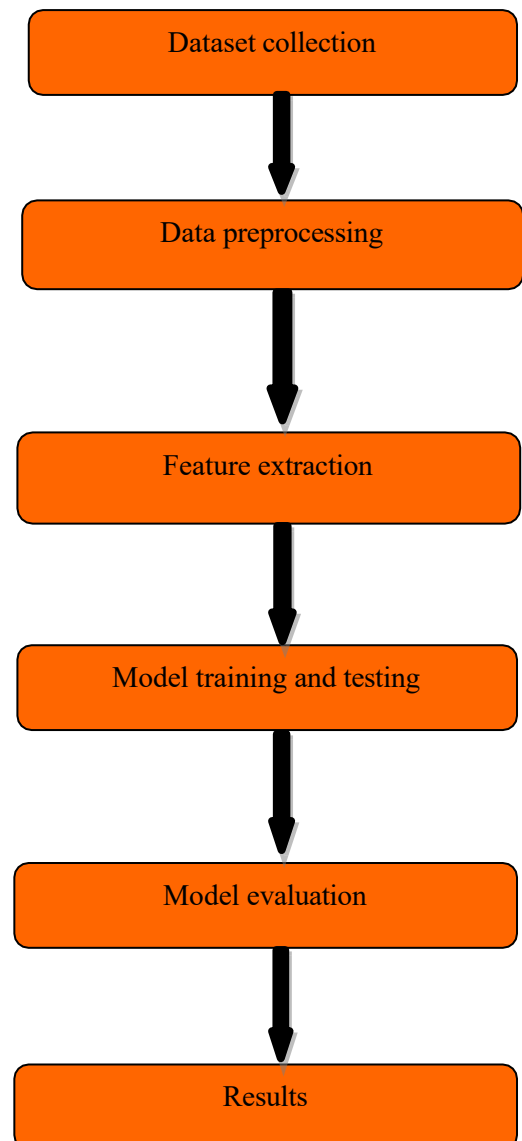 Dataset collection
Data preprocessing
Feature extraction
Model training and testing
Model evaluation
Results